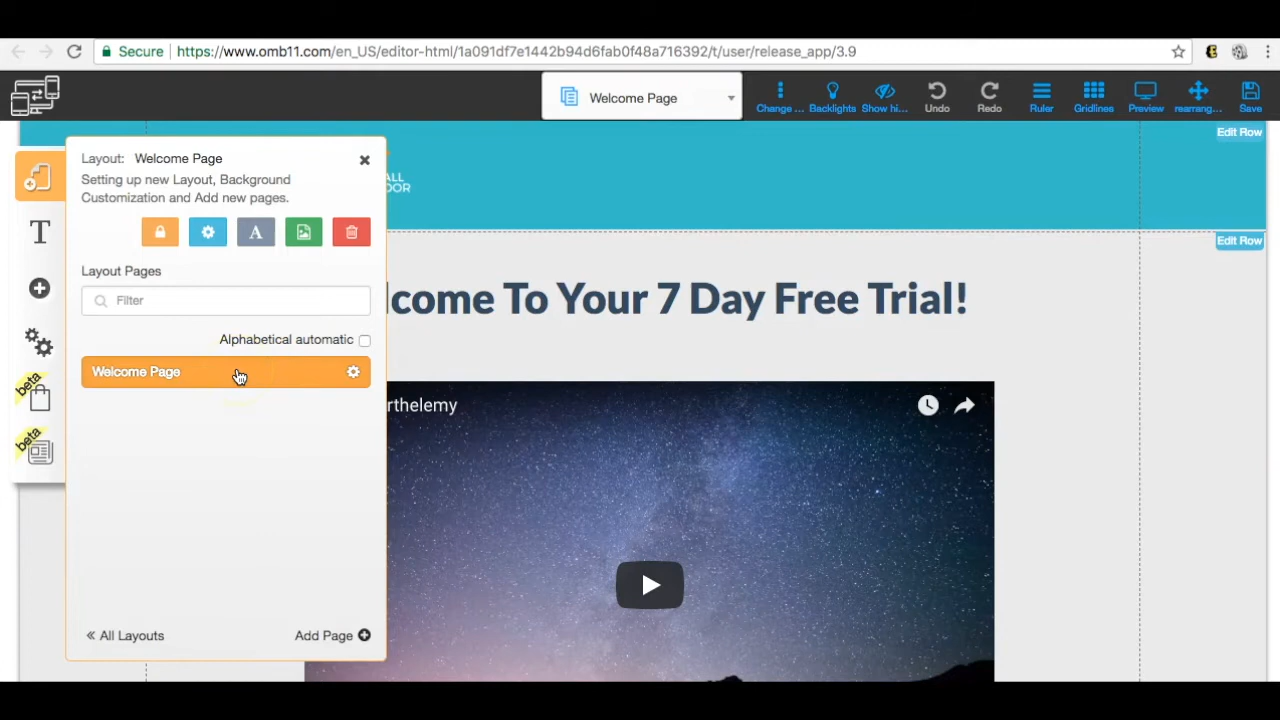 Secure https://www.omb11.com/en_US/editor-html/1a091df7e1442b94d6fab0f48a716392/t/user/release_app/3.9
Welcome Page
Change ... Backlights Show hi... Undo Redo Ruler Gridlines Preview rearrang... Save
Edit Row
Layout: Welcome Page
Setting up new Layout, Background
Customization and Add new pages.
ALL
OOR
A
Edit Row
Layout Pages
Filter
lcome To Your 7 Day Free Trial!
Alphabetical automatic
Welcome Page
T
beta
beta
rthelemy
« All Layouts
Add Page